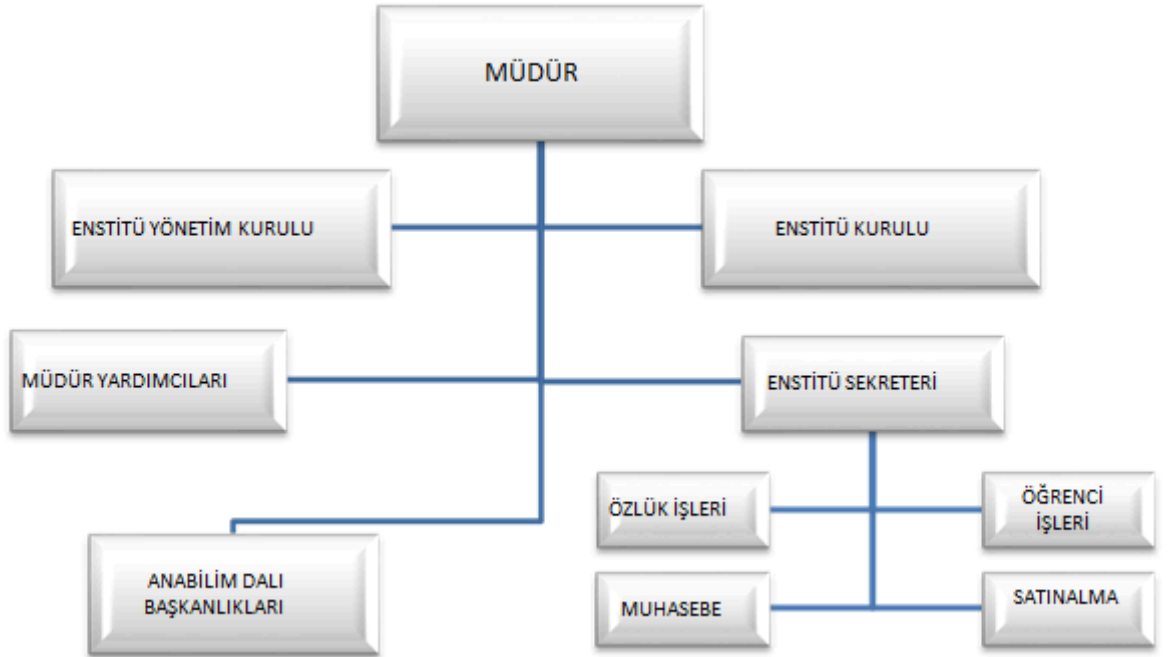 MÜDÜR
ENSTİTÜ YÖNETİM KURULU
ENSTİTÜ KURULU
MÜDÜR YARDIMCILARI
ENSTİTÜ SEKRETERİ
ÖZLÜK İŞLERİ
ÖĞRENCİ
İŞLERİ
ANABİLİM DALI
BAŞKANLIKLARI
MUHASEBE
SATINALMA